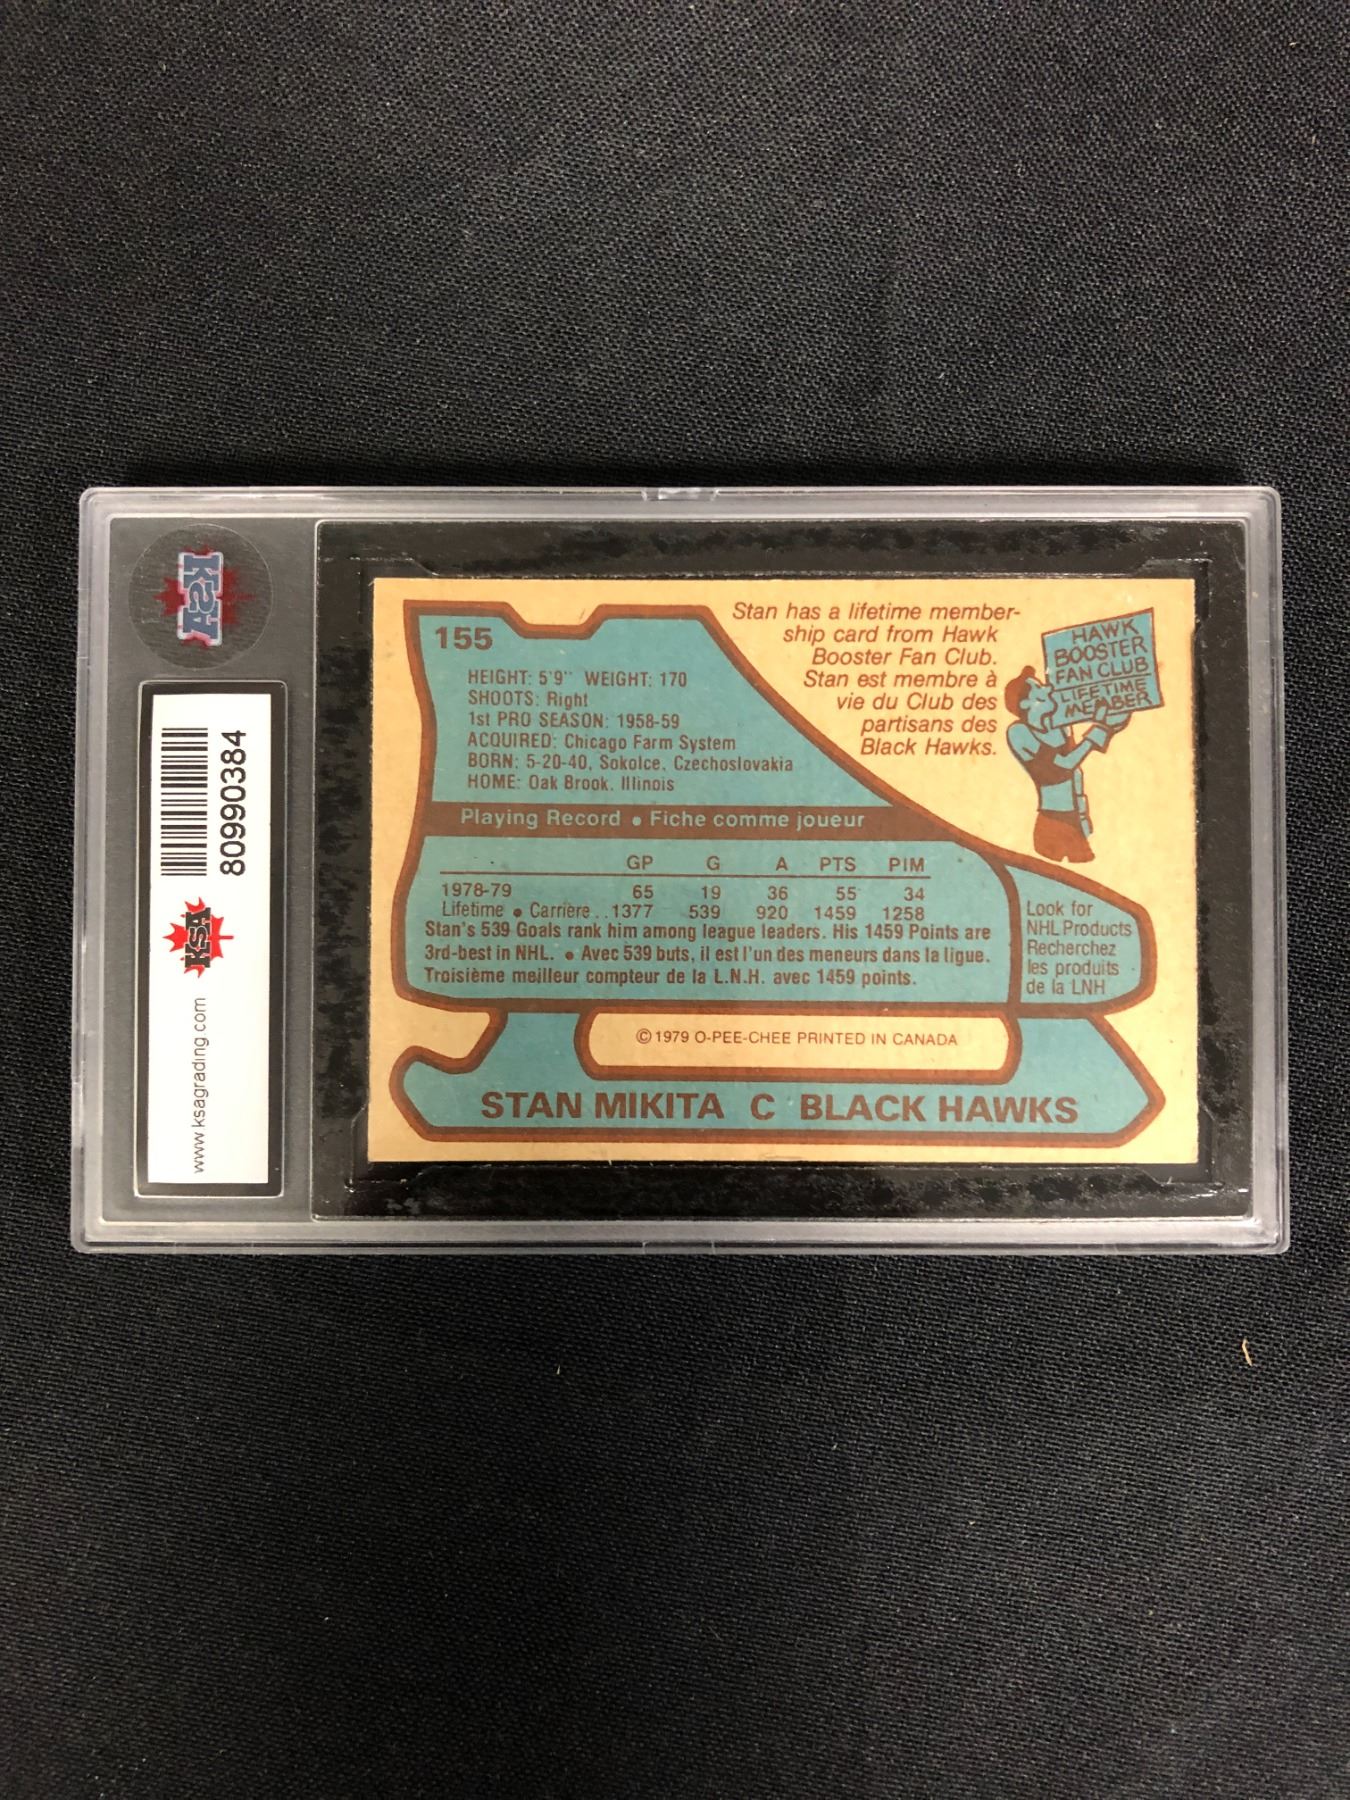 KSA
80990384
KSA
www.ksagrading.com
155
HEIGHT: 5'9" WEIGHT: 170
SHOOTS: Right
1st PRO SEASON: 1958-59
ACQUIRED: Chicago Farm System
BORN: 5-20-40, Sokolce, Czechoslovakia
HOME: Oak Brook, Illinois
Stan has a lifetime member-
ship card from Hawk
Booster Fan Club.
Stan est membre à
vie du Club des
partisans des
Black Hawks.
HAWK
BOOSTER
FAN CLUB
LIFETIME
MEMBER
Playing Record • Fiche comme joueur
GP G A PTS PIM
1978-79 65 19 36 55 34
Lifetime • Carrière . . 1377 539 920 1459 1258
Stan's 539 Goals rank him among league leaders. His 1459 Points are
3rd-best in NHL. • Avec 539 buts, il est l'un des meneurs dans la ligue.
Troisième meilleur compteur de la L.N.H. avec 1459 points.
Look for
NHL Products
Recherchez
les produits
de la LNH
© 1979 O-PEE-CHEE PRINTED IN CANADA
STAN MIKITA C BLACK HAWKS